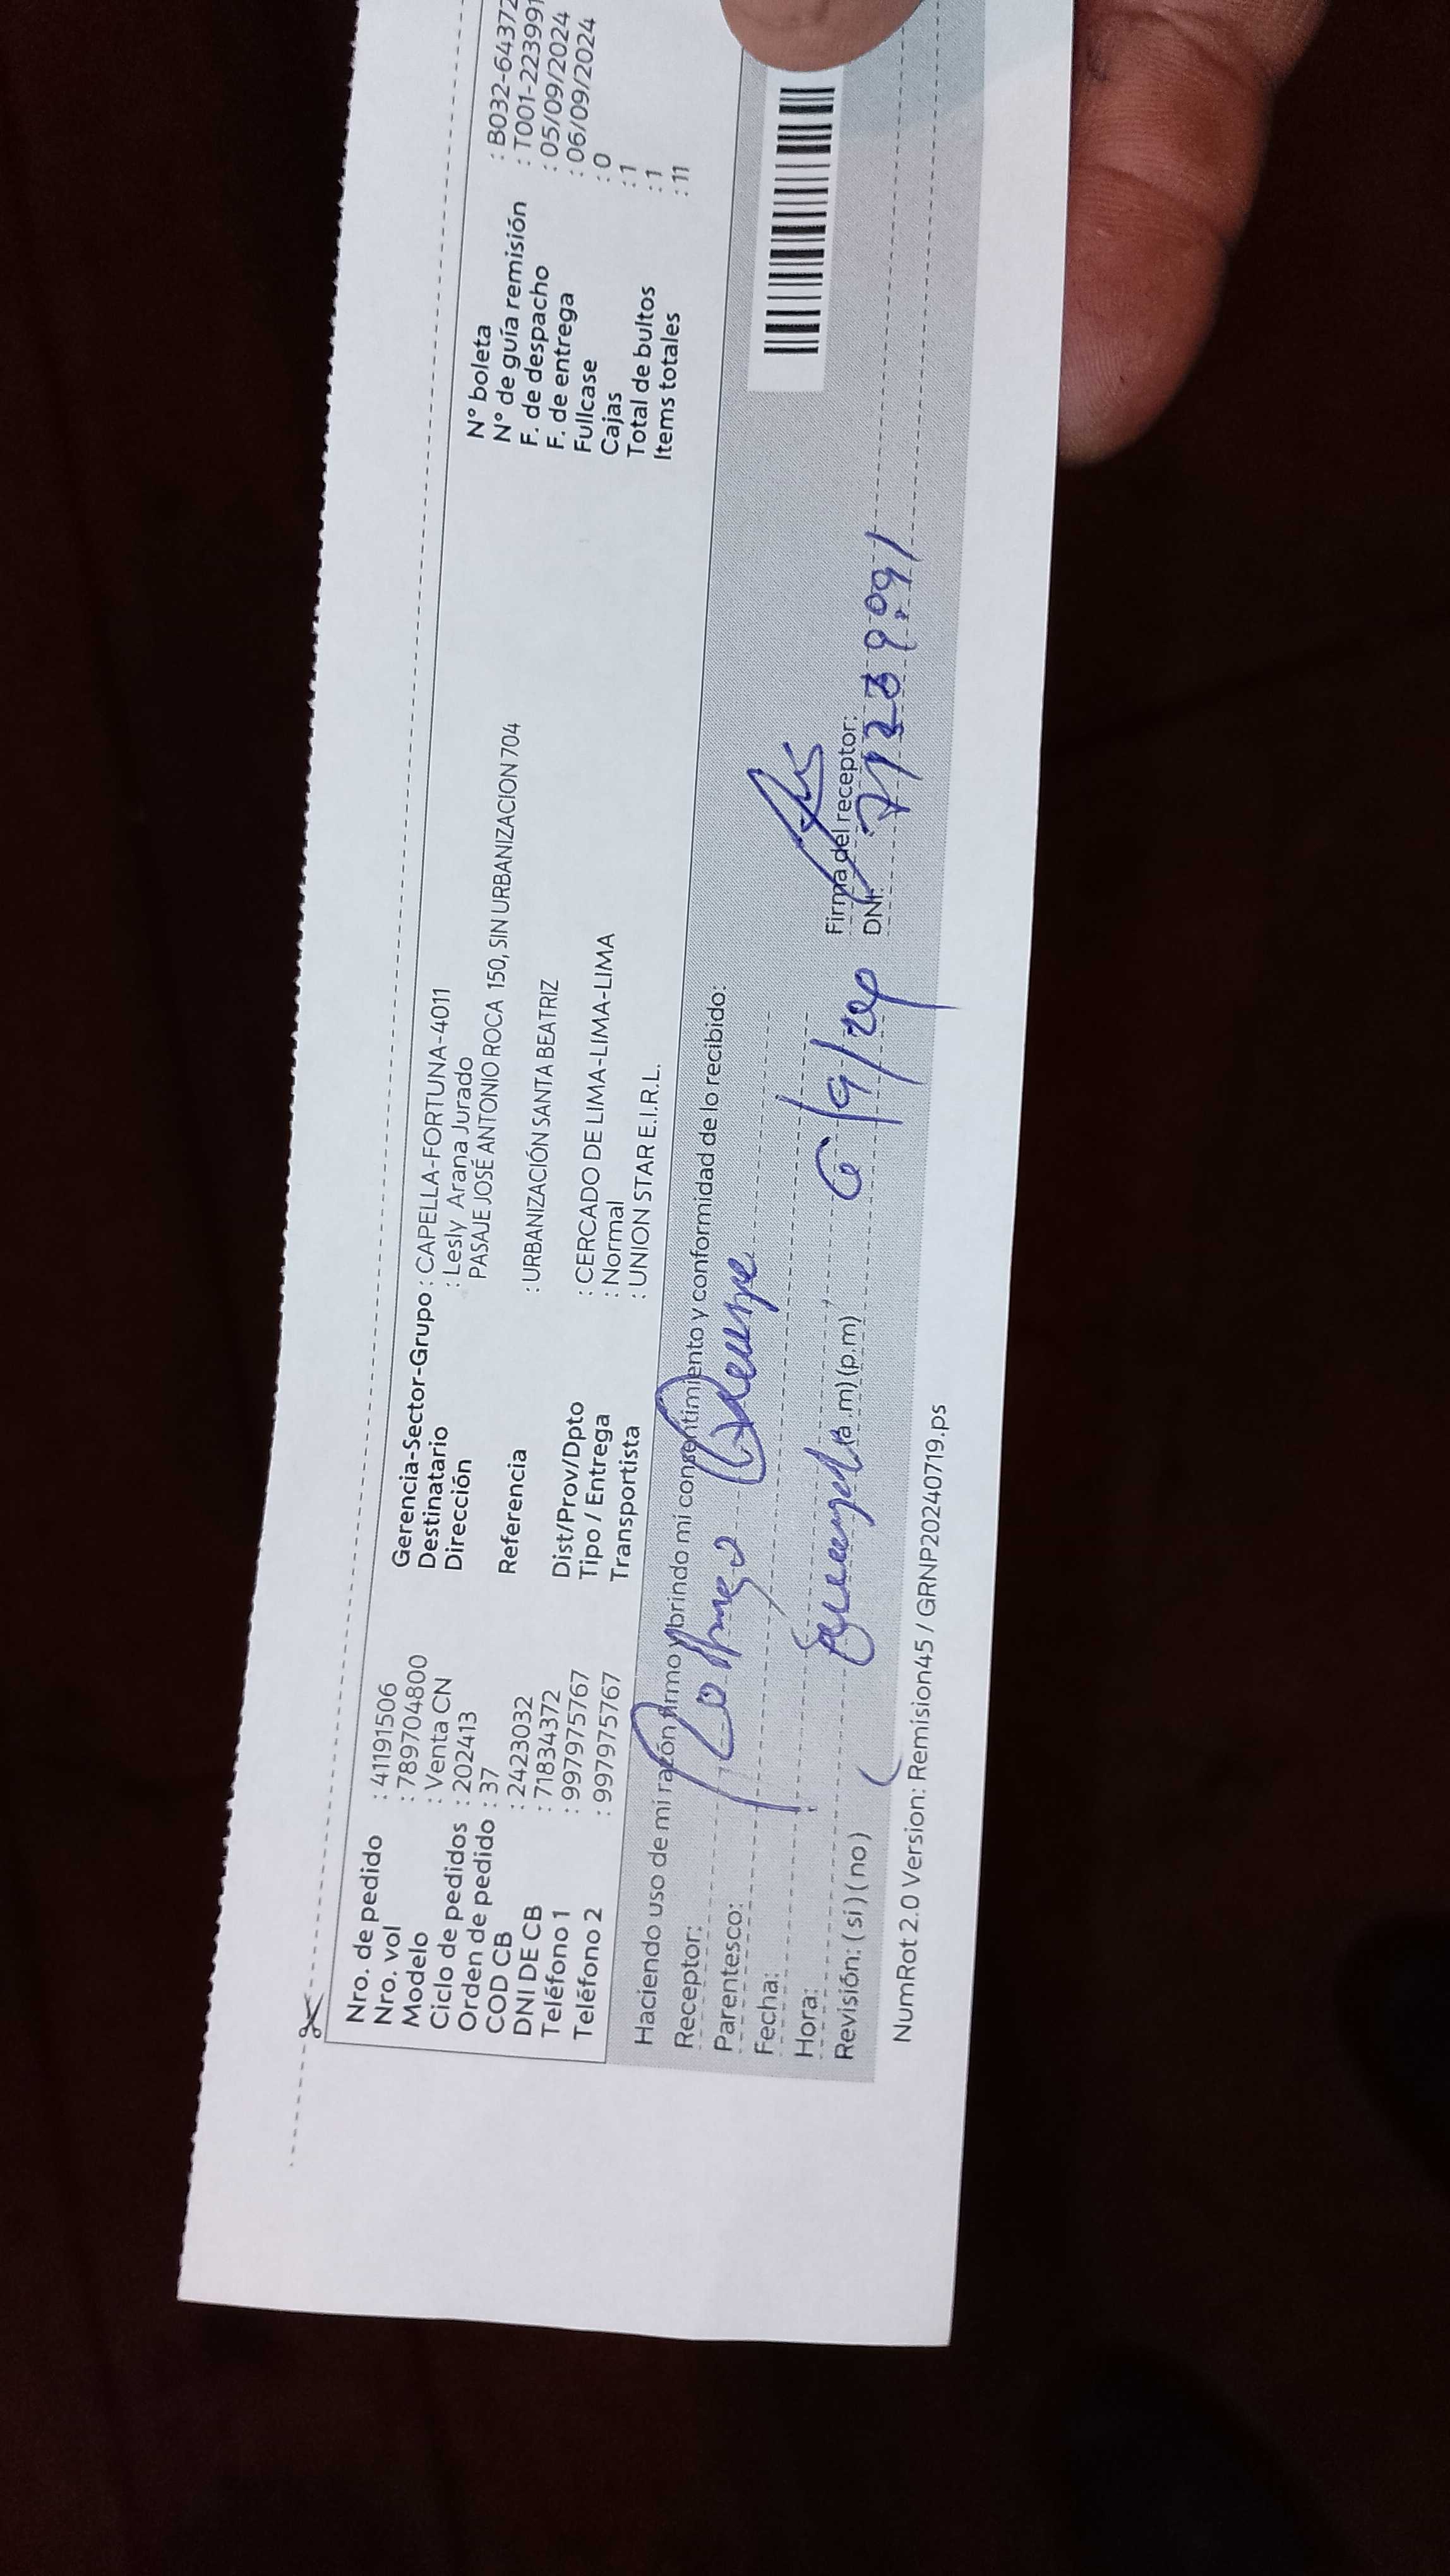 Nro. de pedido : 41191506
Nro. vol : 789704800
Modelo : Venta CN
Ciclo de pedidos : 202413
Orden de pedido : 37
COD CB : 2423032
DNI DE CB : 71834372
Teléfono 1 : 997975767
Teléfono 2 : 997975767
Gerencia-Sector-Grupo : CAPELLA-FORTUNA-4011
Destinatario : Lesly Arana Jurado
Dirección PASAJE JOSÉ ANTONIO ROCA 150, SIN URBANIZACION 704
Referencia : URBANIZACIÓN SANTA BEATRIZ
Dist/Prov/Dpto : CERCADO DE LIMA-LIMA-LIMA
Tipo / Entrega : Normal
Transportista : UNION STAR E.I.R.L.
N° boleta : B032-64372
N° de guía remisión : T001-223991
F. de despacho : 05/09/2024
F. de entrega : 06/09/2024
Fullcase : 0
Cajas : 1
Total de bultos : 1
Items totales : 11
Haciendo uso de mi razón firmo y brindo mi consentimiento y conformidad de lo recibido:
Receptor:
Parentesco:
Fecha:
Hora: (a.m) (p.m)
Revisión: ( si ) ( no )
6/9/24
Firma del receptor:
DNI:
NumRot 2.0 Version: Remision45 / GRNP20240719.ps